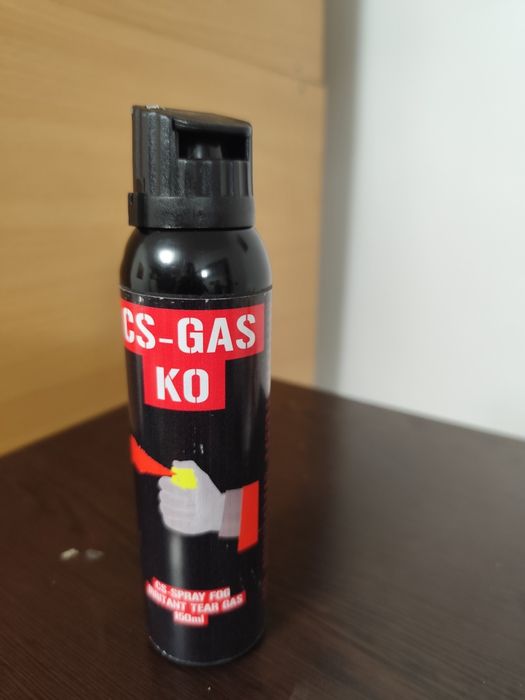 CS-GAS
KO
CS-SPRAY FOG
INSTANT TEAR GAS
150ml